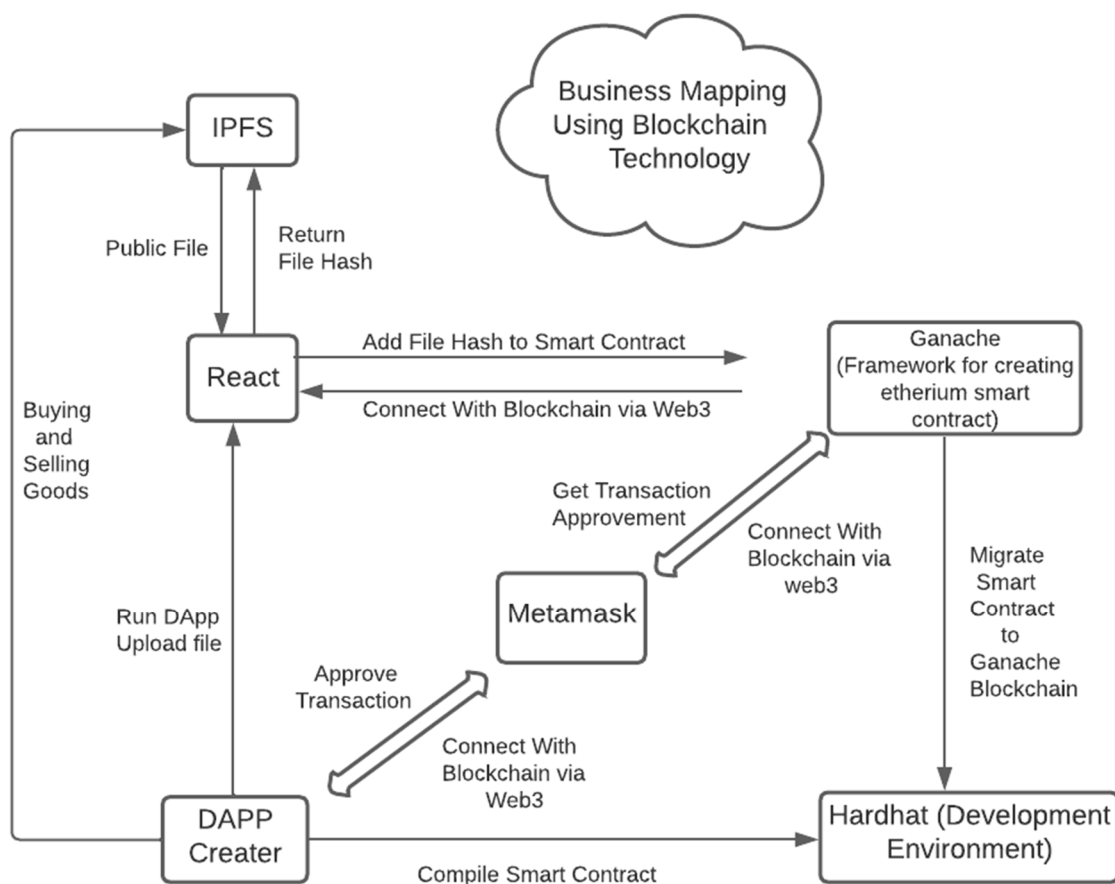 Business Mapping
Using Blockchain
Technology
IPFS
Public File
Return
File Hash
React
Add File Hash to Smart Contract
Connect With Blockchain via Web3
Ganache
(Framework for creating
etherium smart
contract)
Buying
and
Selling
Goods
Get Transaction
Approvement
Connect With
Blockchain via
web3
Metamask
Migrate
Smart
Contract
to
Ganache
Blockchain
Run DApp
Upload file
Approve
Transaction
Connect With
Blockchain via
Web3
DAPP
Creater
Hardhat (Development
Environment)
Compile Smart Contract